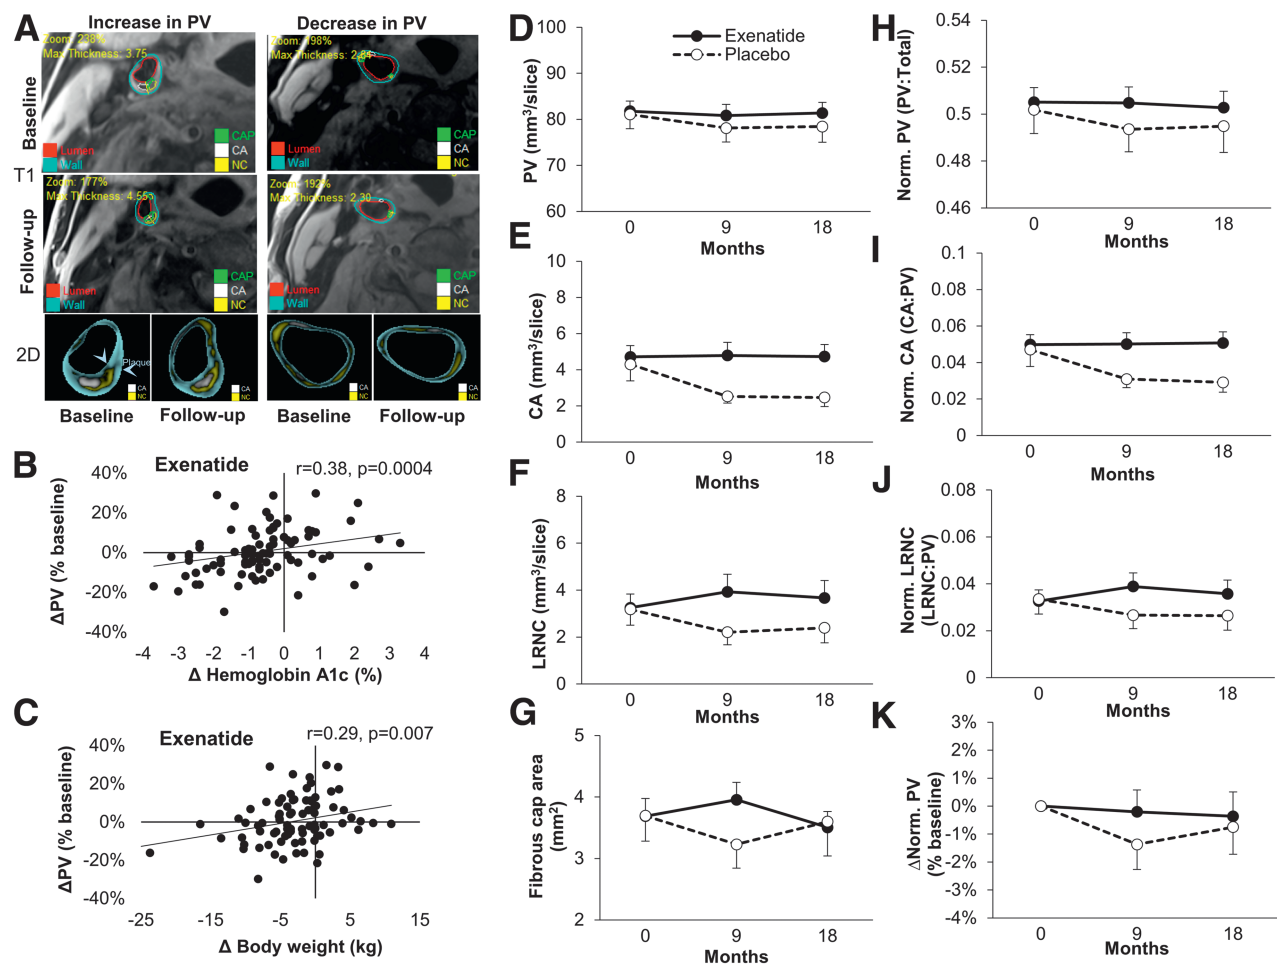 A
Increase in PV
Decrease in PV
Baseline
T1
Follow-up
2D
Zoom: 238%
Max Thickness: 3.75
Lumen
Wall
CAP
CA
NC
Zoom: 198%
Lumen
Wall
CAP
CA
NC
Zoom: 177%
Max Thickness: 4.55
Lumen
Wall
CAP
CA
NC
Zoom: 192%
Max Thickness: 2.30
Lumen
Wall
CAP
CA
NC
Plaque
CA
NC
CA
NC
CA
NC
CA
NC
Baseline
Follow-up
Baseline
Follow-up
B
Exenatide
r=0.38, p=0.0004
ΔPV (% baseline)
40%
20%
0%
-20%
-40%
-4 -3 -2 -1 0 1 2 3 4
Δ Hemoglobin A1c (%)
C
Exenatide
r=0.29, p=0.007
ΔPV (% baseline)
40%
20%
0%
-20%
-40%
-25 -15 -5 5 15
Δ Body weight (kg)
D
Exenatide
Placebo
PV (mm³/slice)
100
90
80
70
60
0 9 18
Months
E
CA (mm³/slice)
10
8
6
4
2
0
0 9 18
Months
F
LRNC (mm³/slice)
8
6
4
2
0
0 9 18
Months
G
Fibrous cap area
(mm²)
5
4
3
2
0 9 18
Months
H
Norm. PV (PV:Total)
0.54
0.52
0.5
0.48
0.46
0 9 18
Months
I
Norm. CA (CA:PV)
0.1
0.08
0.06
0.04
0.02
0
0 9 18
Months
J
Norm. LRNC
(LRNC:PV)
0.08
0.06
0.04
0.02
0
0 9 18
Months
K
ΔNorm. PV
(% baseline)
3%
2%
1%
0%
-1%
-2%
-3%
-4%
0 9 18
Months